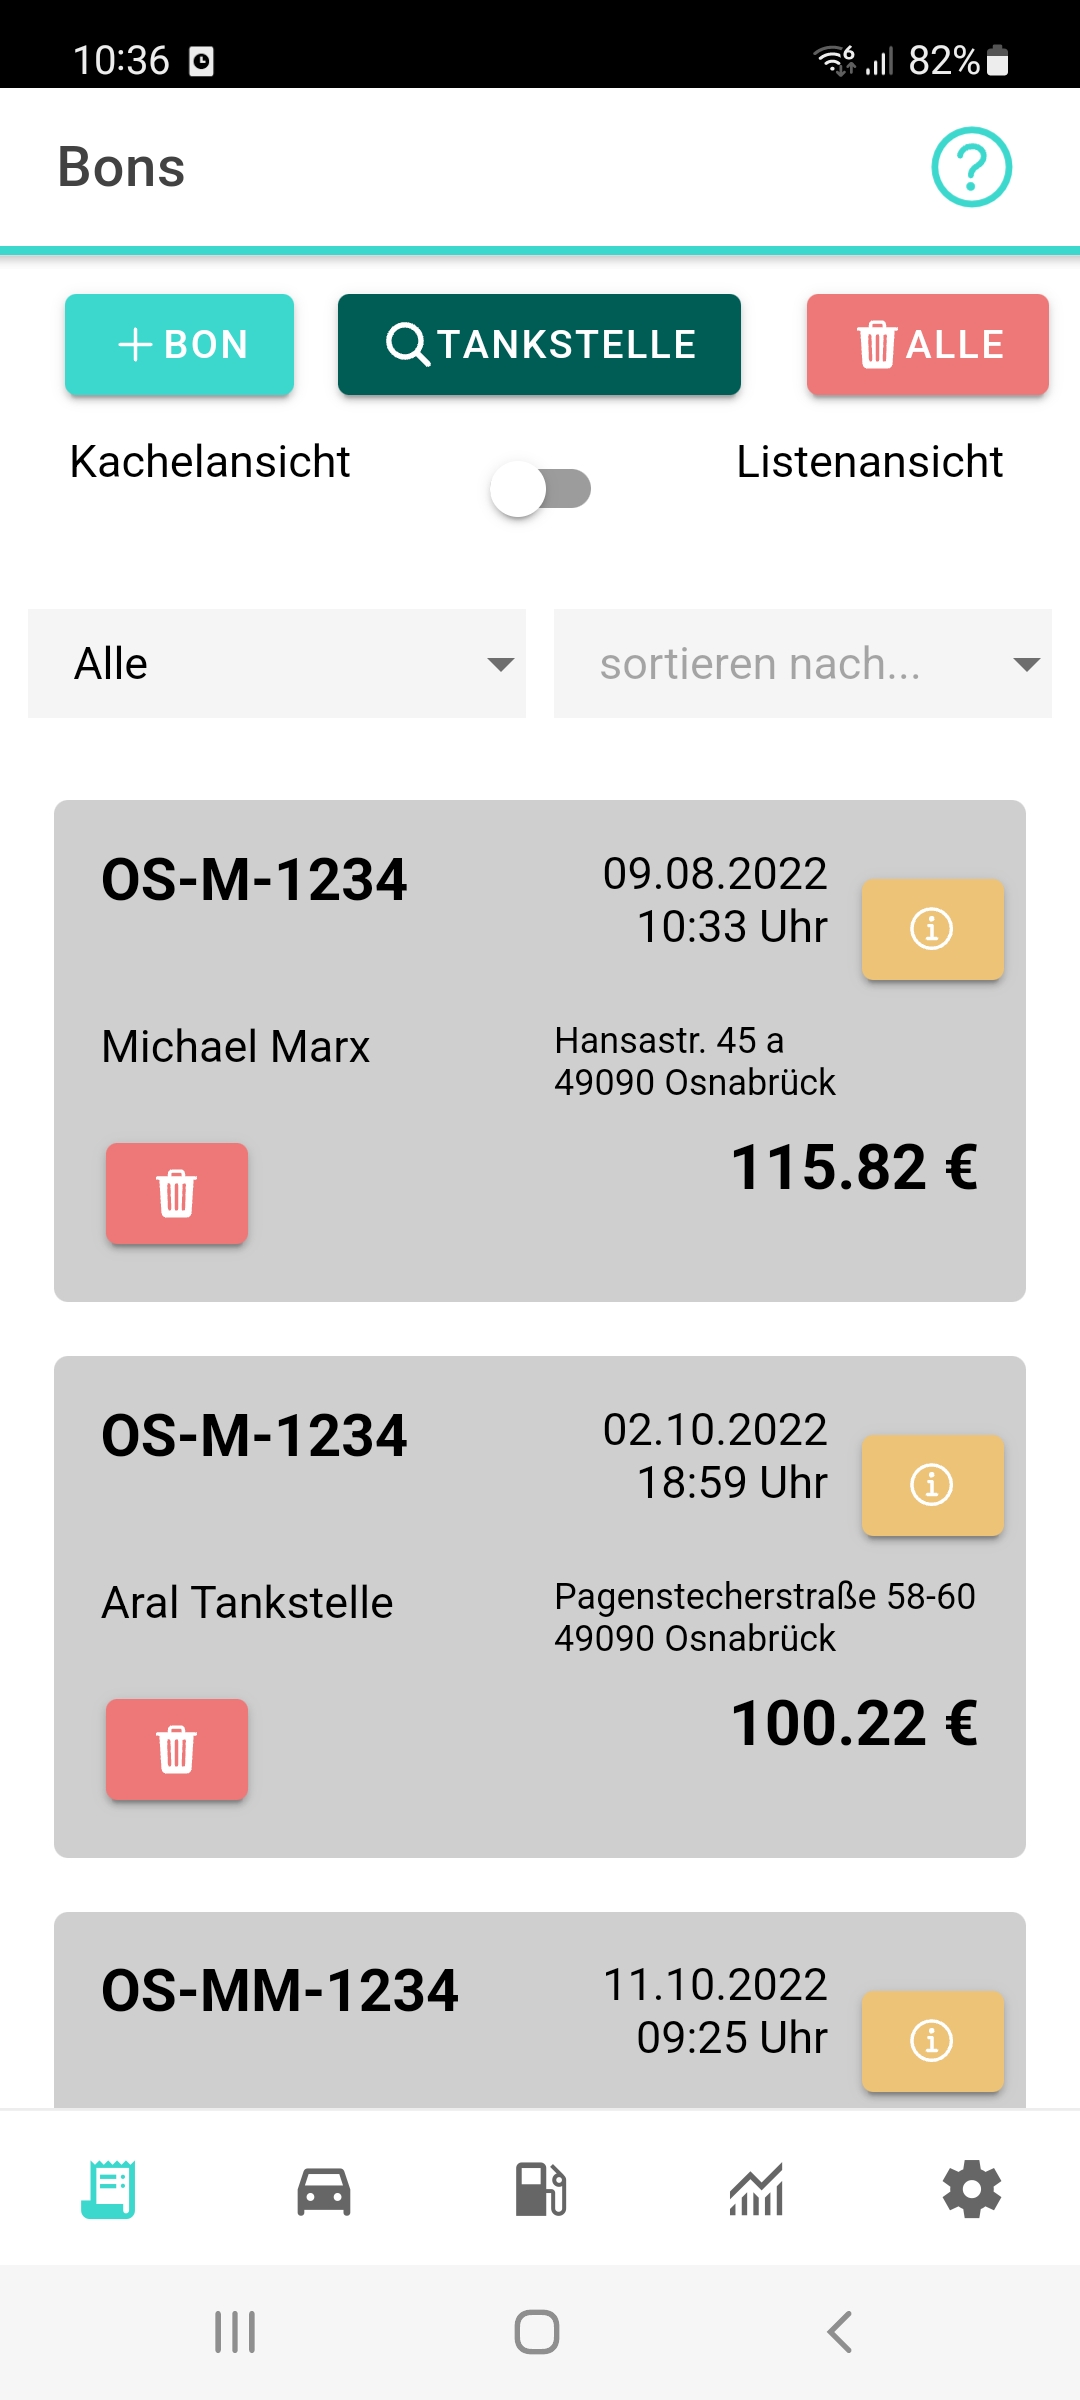 10:36
6
82%
Bons
?
+BON
TANKSTELLE
ALLE
Kachelansicht
Listenansicht
Alle
sortieren nach...
OS-M-1234
09.08.2022
10:33 Uhr
Michael Marx
Hansastr. 45 a
49090 Osnabrück
115.82 €
OS-M-1234
02.10.2022
18:59 Uhr
Aral Tankstelle
Pagenstecherstraße 58-60
49090 Osnabrück
100.22 €
OS-MM-1234
11.10.2022
09:25 Uhr